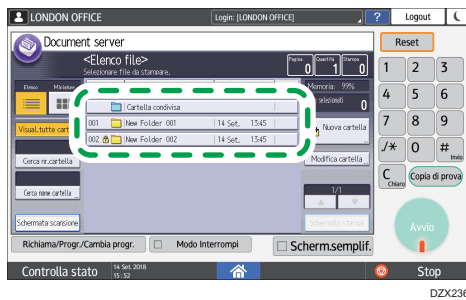 LONDON OFFICE
Login: [LONDON OFFICE]
?
Logout
Document server
Reset
<Elenco file>
Selezionare file da stampare.
Pagine
0
Quantità
1
Stampa
0
Elenco
Miniature
Memoria: 99%
selezionati
0
Cartella condivisa
001 New Folder 001 14 Set. 13:45
002 New Folder 002 14 Set. 13:45
Visual.tutte cart
Nuova cartella
Cerca nr.cartella
Modifica cartella
Cerca nome cartella
1/1
Schermata scansione
Schermata stampa
Richiama/Progr./Cambia progr.
Modo Interrompi
Scherm.semplif.
1 2 3
4 5 6
7 8 9
./* 0 #
Invio
C
Chiaro
Copia di prova
Avvio
Controlla stato
14 Set. 2018
15:52
Stop
DZX236